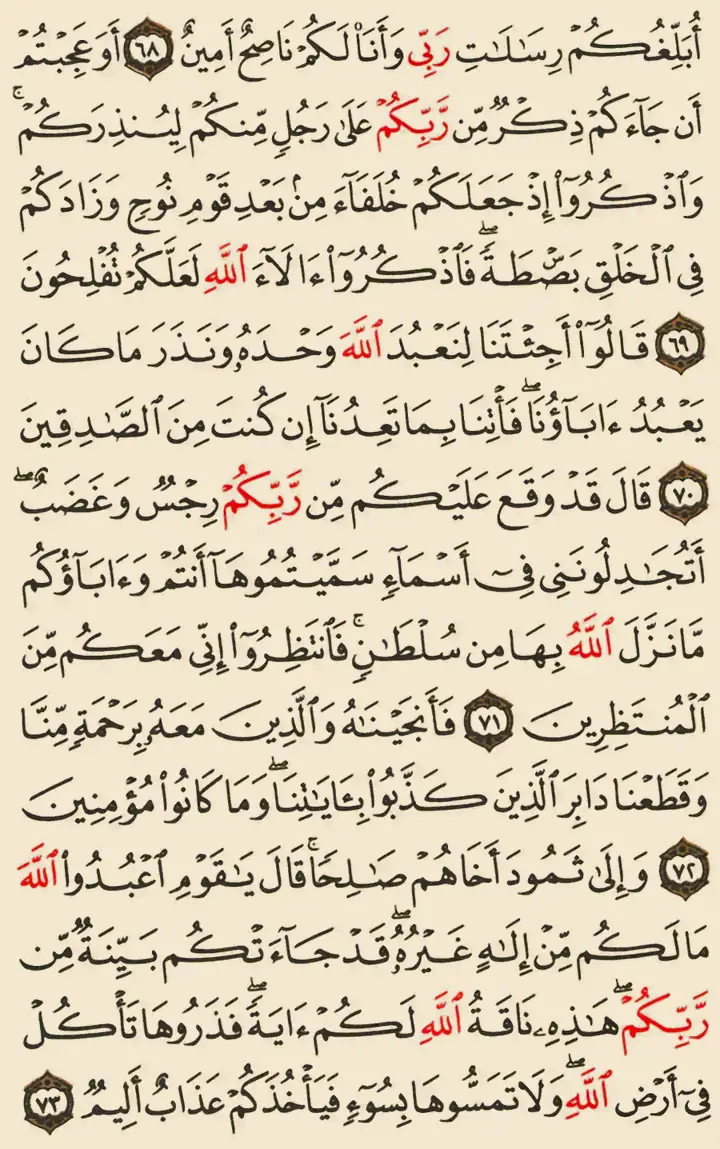 أُبَلِّغُكُمْ رِسَٰلَٰتِ رَبِّى وَأَنَا۠ لَكُمْ نَاصِحٌ أَمِينٌ ٦٨ أَوَعَجِبْتُمْ
أَن جَآءَكُمْ ذِكْرٌ مِّن رَّبِّكُمْ عَلَىٰ رَجُلٍ مِّنكُمْ لِيُنذِرَكُمْ ۚ
وَٱذْكُرُوٓا۟ إِذْ جَعَلَكُمْ خُلَفَآءَ مِنۢ بَعْدِ قَوْمِ نُوحٍ وَزَادَكُمْ
فِى ٱلْخَلْقِ بَصْۜطَةً ۖ فَٱذْكُرُوٓا۟ ءَالَآءَ ٱللَّهِ لَعَلَّكُمْ تُفْلِحُونَ
٦٩ قَالُوٓا۟ أَجِئْتَنَا لِنَعْبُدَ ٱللَّهَ وَحْدَهُۥ وَنَذَرَ مَا كَانَ
يَعْبُدُ ءَابَآؤُنَا ۖ فَأْتِنَا بِمَا تَعِدُنَآ إِن كُنتَ مِنَ ٱلصَّٰدِقِينَ
٧٠ قَالَ قَدْ وَقَعَ عَلَيْكُم مِّن رَّبِّكُمْ رِجْسٌ وَغَضَبٌ ۖ
أَتُجَٰدِلُونَنِى فِىٓ أَسْمَآءٍ سَمَّيْتُمُوهَآ أَنتُمْ وَءَابَآؤُكُم
مَّا نَزَّلَ ٱللَّهُ بِهَا مِن سُلْطَٰنٍ ۚ فَٱنتَظِرُوٓا۟ إِنِّى مَعَكُم مِّنَ
ٱلْمُنتَظِرِينَ ٧١ فَأَنجَيْنَٰهُ وَٱلَّذِينَ مَعَهُۥ بِرَحْمَةٍ مِّنَّا
وَقَطَعْنَا دَابِرَ ٱلَّذِينَ كَذَّبُوا۟ بِـَٔايَٰتِنَا ۖ وَمَا كَانُوا۟ مُؤْمِنِينَ
٧٢ وَإِلَىٰ ثَمُودَ أَخَاهُمْ صَٰلِحًا ۚ قَالَ يَٰقَوْمِ ٱعْبُدُوا۟ ٱللَّهَ
مَا لَكُم مِّنْ إِلَٰهٍ غَيْرُهُۥ ۖ قَدْ جَآءَتْكُم بَيِّنَةٌ مِّن
رَّبِّكُمْ ۖ هَٰذِهِۦ نَاقَةُ ٱللَّهِ لَكُمْ ءَايَةً ۖ فَذَرُوهَا تَأْكُلْ
فِىٓ أَرْضِ ٱللَّهِ ۖ وَلَا تَمَسُّوهَا بِسُوٓءٍ فَيَأْخُذَكُمْ عَذَابٌ أَلِيمٌ ٧٣